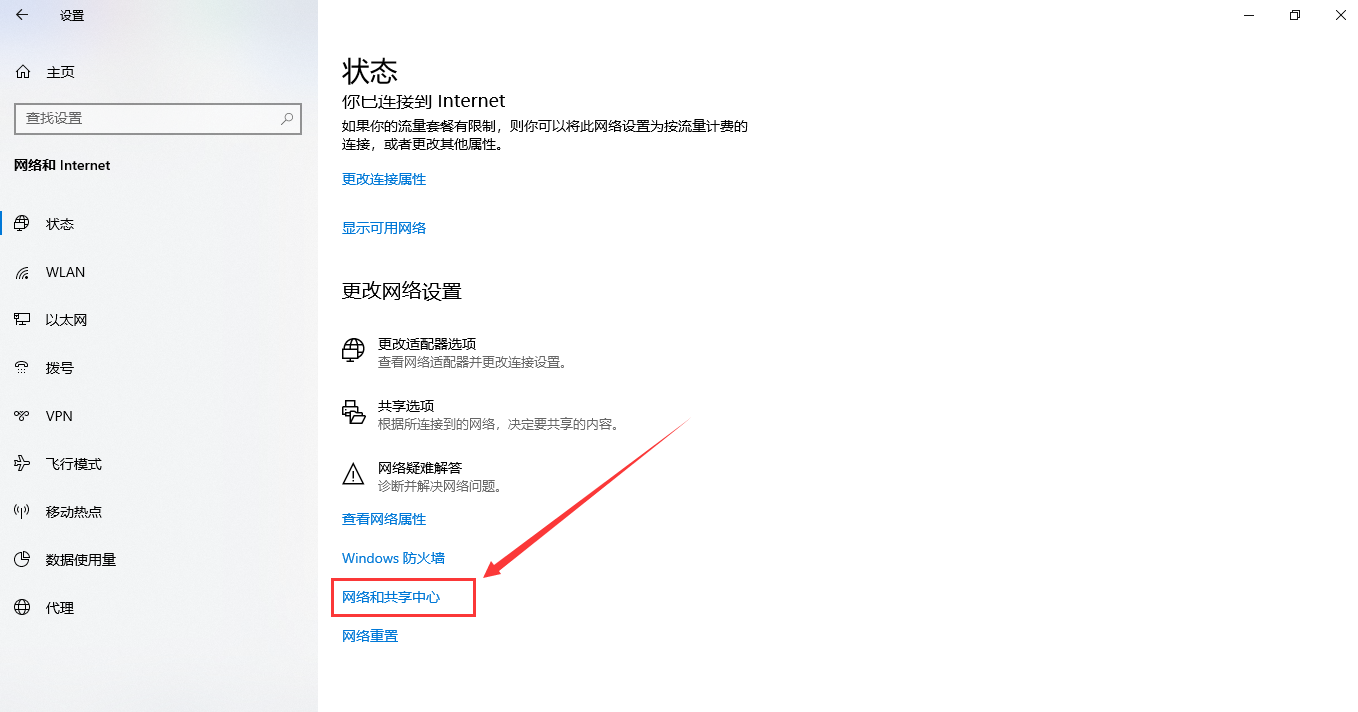 设置
主页
查找设置
网络和 Internet
状态
WLAN
以太网
拨号
VPN
飞行模式
移动热点
数据使用量
代理
状态
你已连接到 Internet
如果你的流量套餐有限制，则你可以将此网络设置为按流量计费的
连接，或者更改其他属性。
更改连接属性
显示可用网络
更改网络设置
更改适配器选项
查看网络适配器并更改连接设置。
共享选项
根据所连接到的网络，决定要共享的内容。
网络疑难解答
诊断并解决网络问题。
查看网络属性
Windows 防火墙
网络和共享中心
网络重置